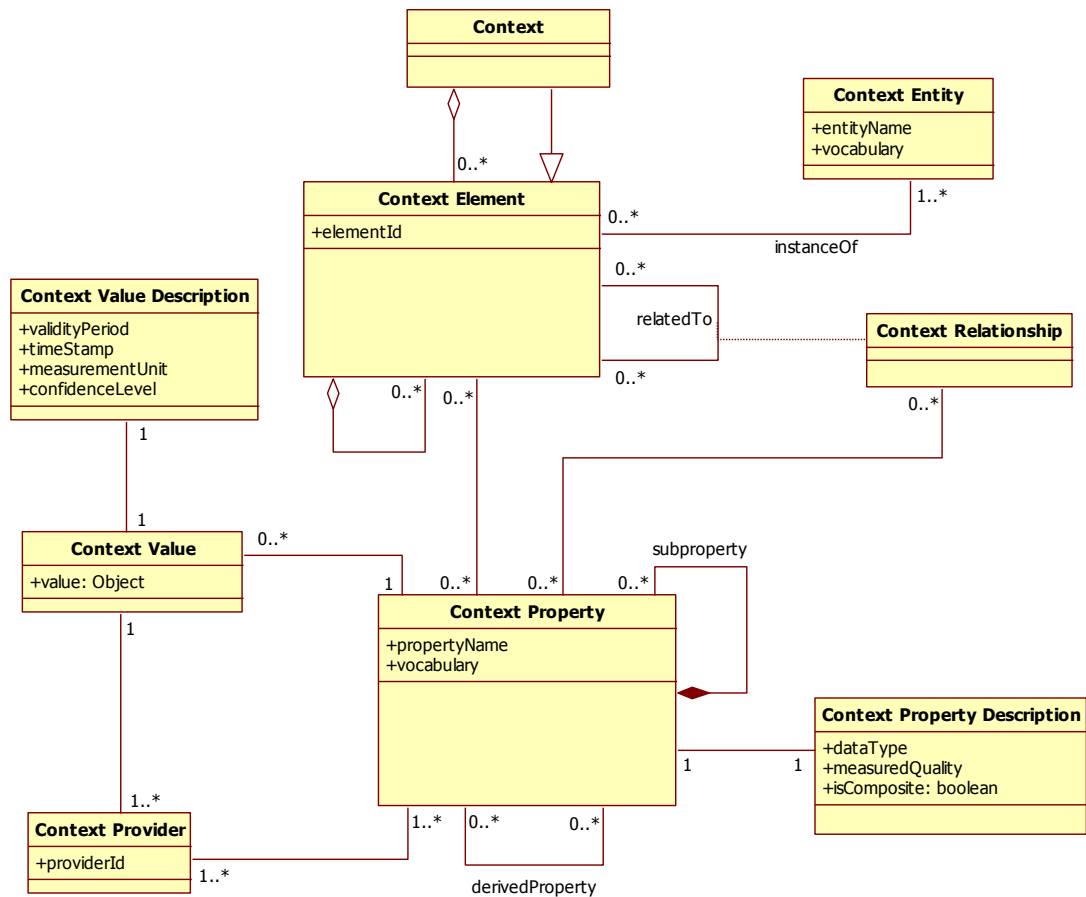 Context
Context Entity
+entityName
+vocabulary
0..*
1..*
Context Element
+elementId
0..*
instanceOf
0..*
relatedTo
0..*
Context Value Description
+validityPeriod
+timeStamp
+measurementUnit
+confidenceLevel
Context Relationship
0..*
0..*
0..*
1
1
Context Value
+value: Object
0..*
1
0..*
0..*
subproperty
0..*
Context Property
+propertyName
+vocabulary
1
Context Property Description
+dataType
+measuredQuality
+isComposite: boolean
1
1
1..*
Context Provider
+providerId
1..*
1..*
0..*
0..*
derivedProperty